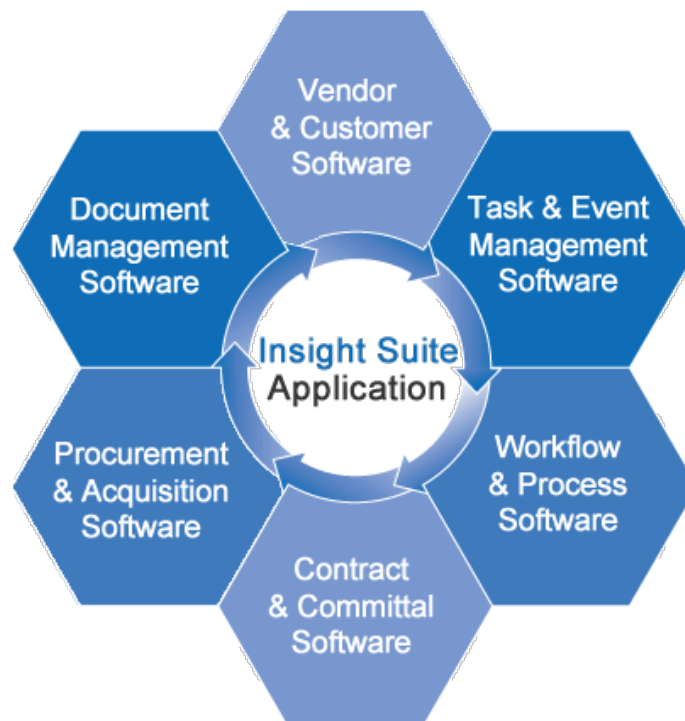 Vendor
& Customer
Software
Task & Event
Management
Software
Workflow
& Process
Software
Contract
& Committal
Software
Procurement
& Acquisition
Software
Document
Management
Software
Insight Suite
Application